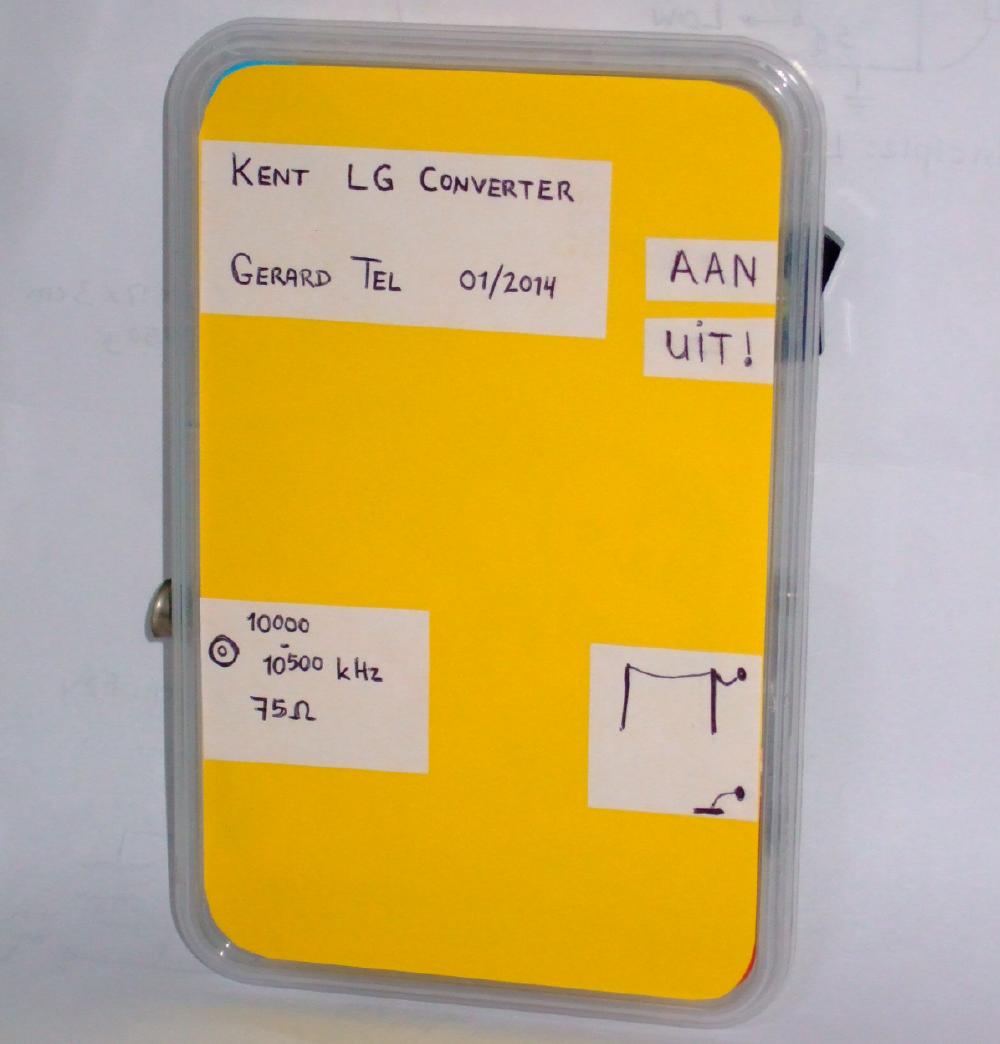 KENT LG CONVERTER
GERARD TEL 01/2014
AAN
UiT!
10000
-
10500 kHz
75Ω